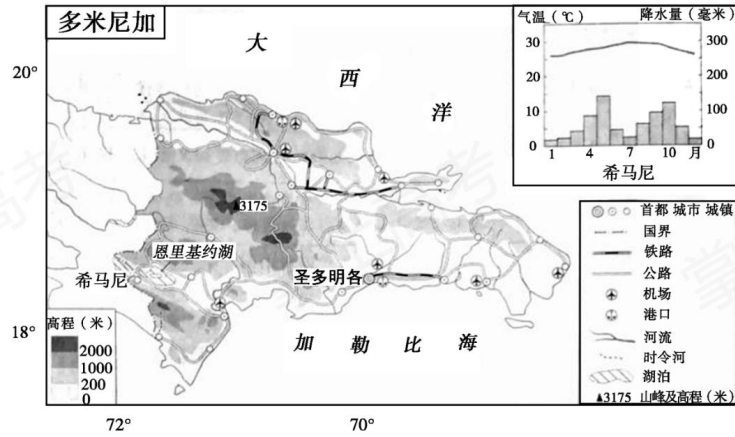 多米尼加
大
西
洋
20°
18°
72°
70°
3175
恩里基约湖
希马尼
圣多明各
加勒比海
高程（米）
2000
1000
200
0
气温（℃） 降水量（毫米）
30
20
10
0
300
200
100
0
1 4 7 10 月
希马尼
首都 城市 城镇
国界
铁路
公路
机场
港口
河流
时令河
湖泊
▲3175 山峰及高程（米）